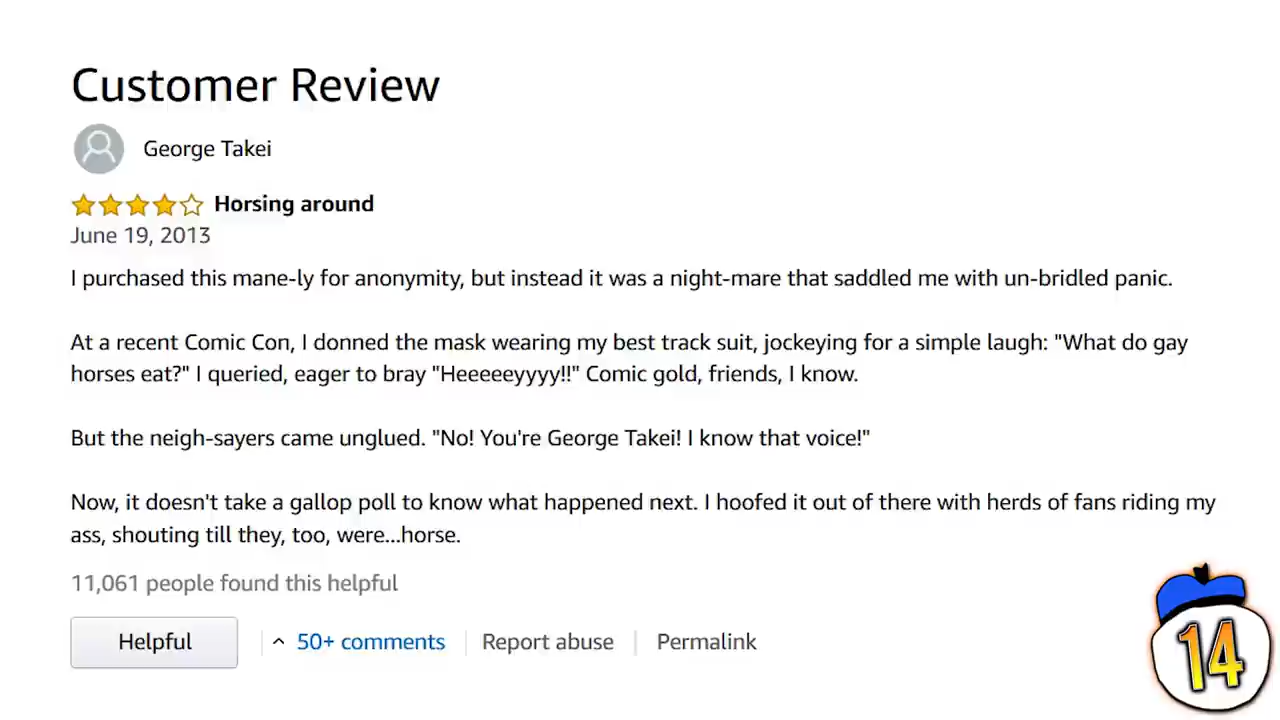 Customer Review
George Takei
Horsing around
June 19, 2013
I purchased this mane-ly for anonymity, but instead it was a night-mare that saddled me with un-bridled panic.
At a recent Comic Con, I donned the mask wearing my best track suit, jockeying for a simple laugh: "What do gay
horses eat?" I queried, eager to bray "Heeeeeyyyy!!" Comic gold, friends, I know.
But the neigh-sayers came unglued. "No! You're George Takei! I know that voice!"
Now, it doesn't take a gallop poll to know what happened next. I hoofed it out of there with herds of fans riding my
ass, shouting till they, too, were...horse.
11,061 people found this helpful
Helpful 50+ comments Report abuse Permalink
14